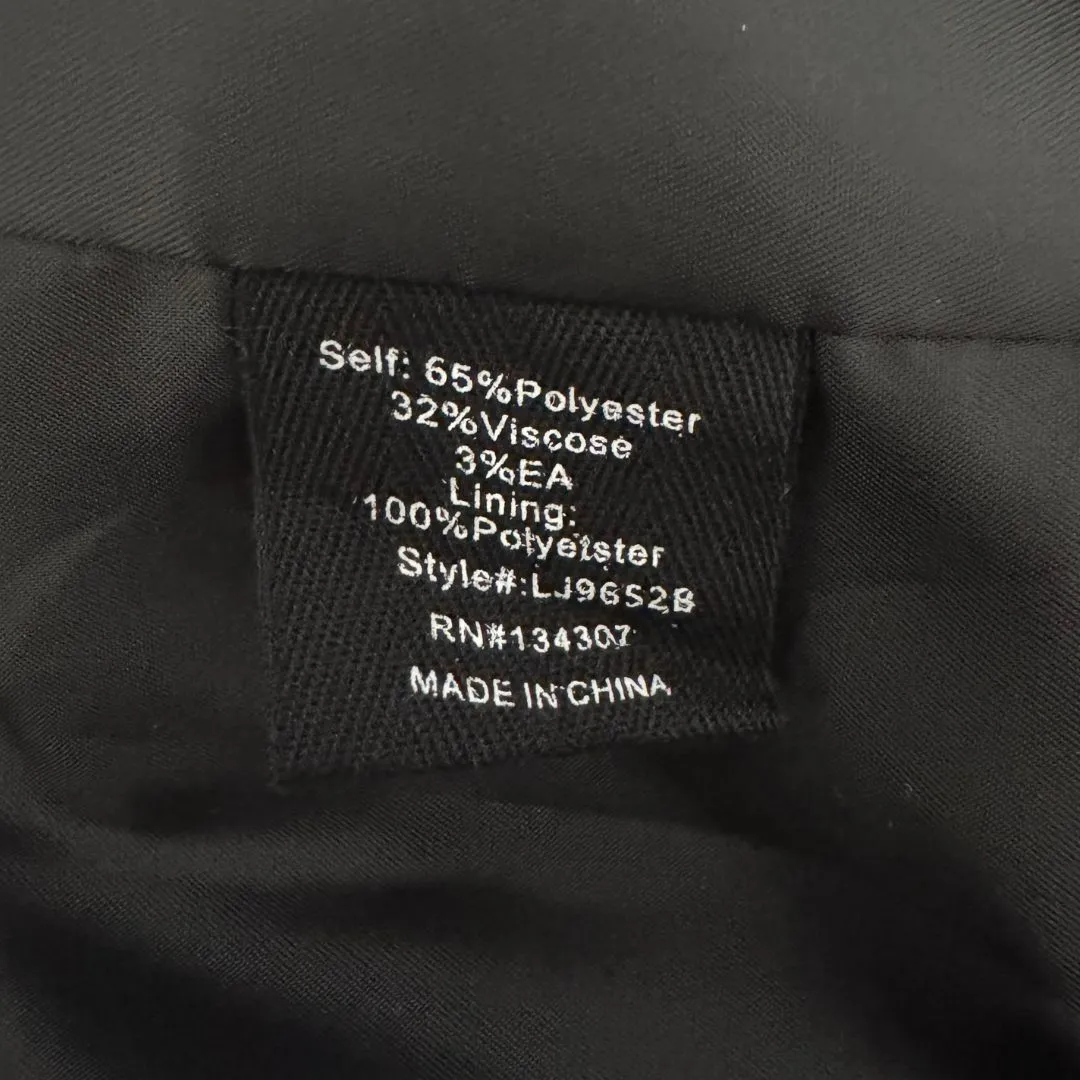 Self: 65%Polyester
32%Viscose
3%EA
Lining:
100%Polyetster
Style#:LJ9652B
RN#134307
MADE IN CHINA